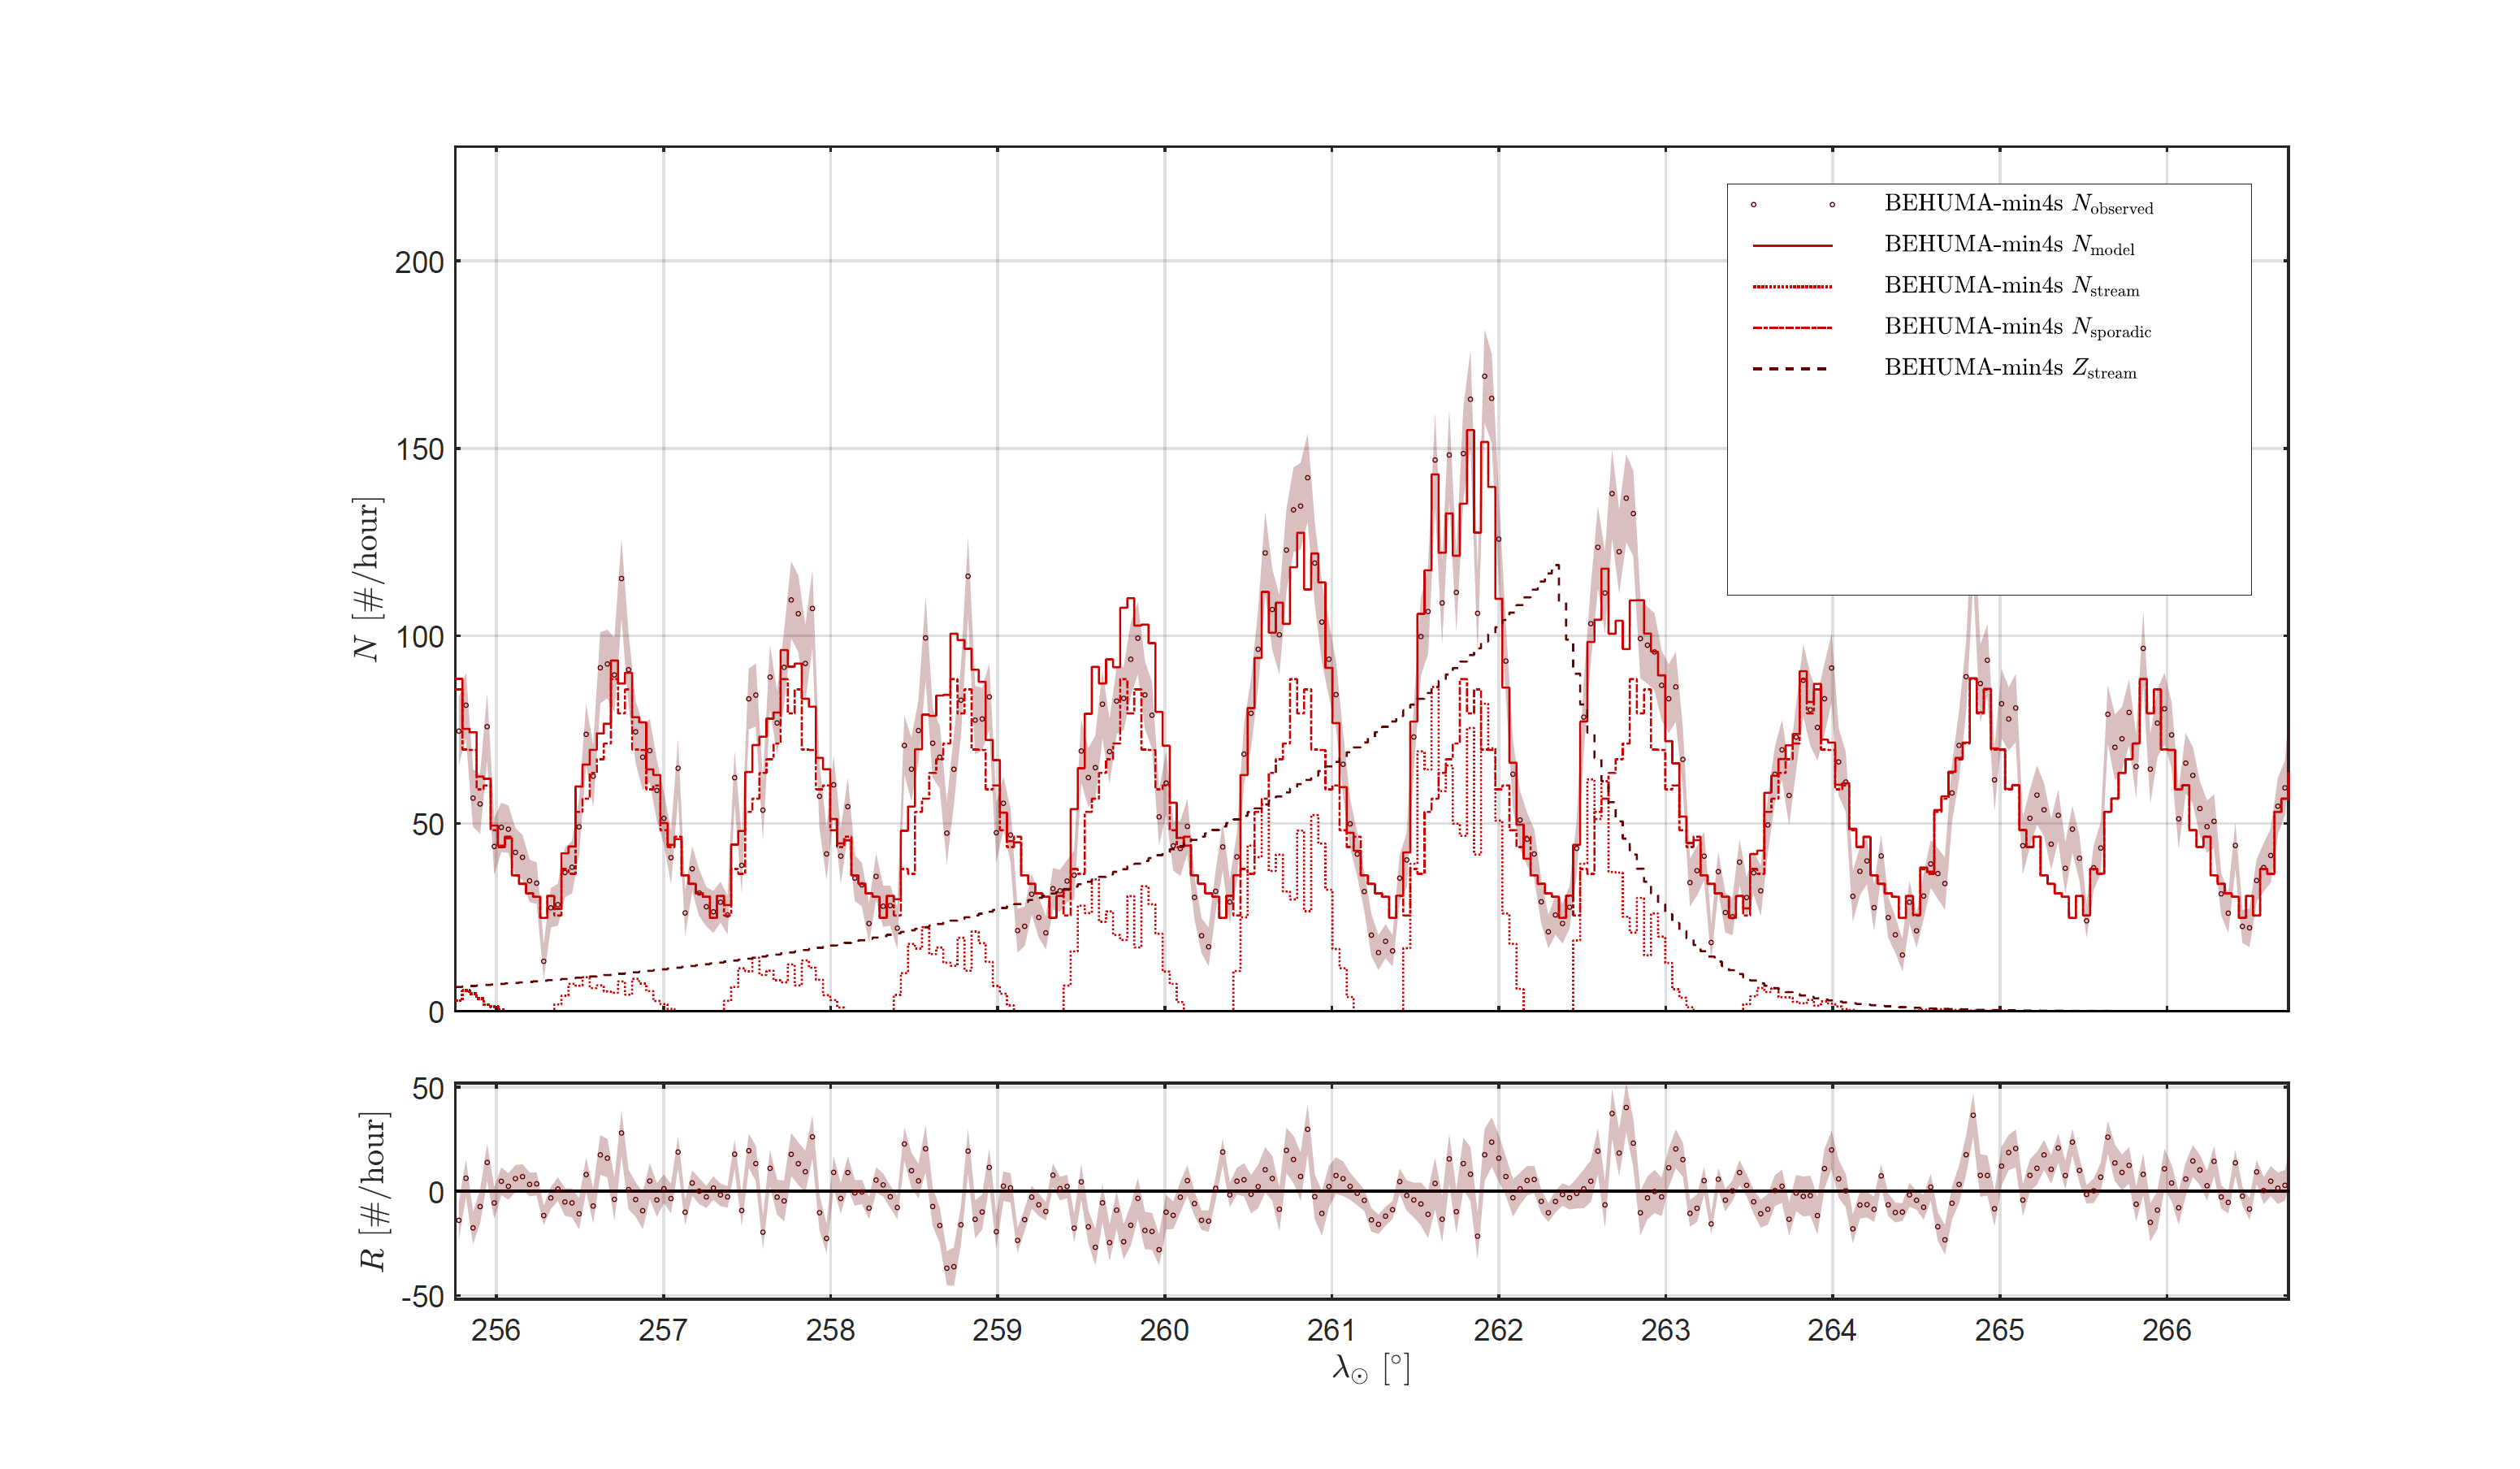 BEHUMA-min4s N_observed
BEHUMA-min4s N_model
BEHUMA-min4s N_stream
BEHUMA-min4s N_sporadic
BEHUMA-min4s Z_stream
N [#/hour]
200
150
100
50
0
R [#/hour]
50
0
-50
256 257 258 259 260 261 262 263 264 265 266
λ_⊙ [°]